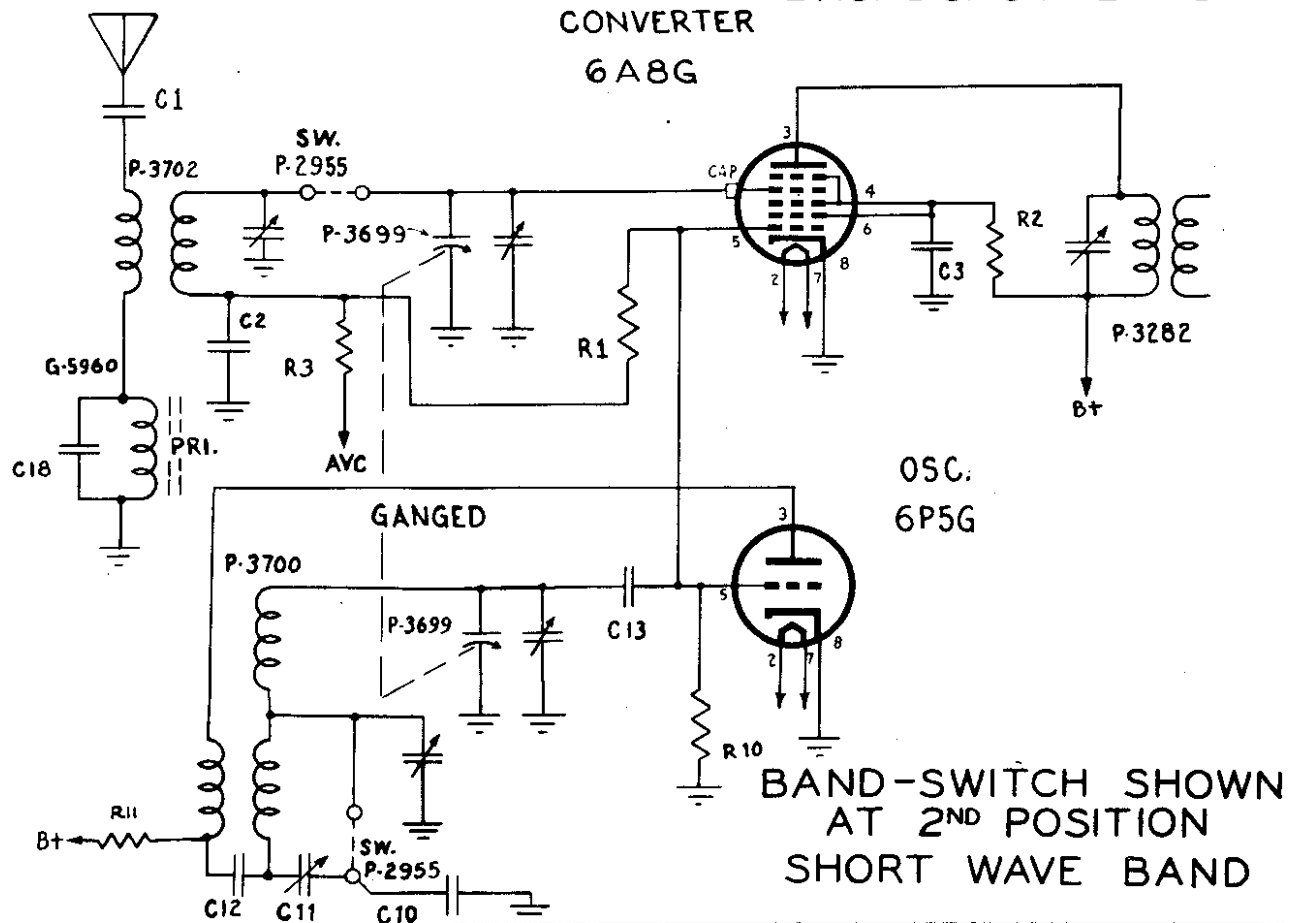 CONVERTER
6A8G
C1
SW.
P-2955
P-3702
CAP
3
4
5
6
2
7
8
P-3699
R2
C3
C2
R3
R1
P-3282
B+
G-5960
PRI.
C18
AVC
OSC.
6P5G
GANGED
3
P-3700
P-3699
C13
5
2
7
8
R10
BAND-SWITCH SHOWN
AT 2ND POSITION
SHORT WAVE BAND
R11
B+
SW.
P-2955
C12
C11
C10